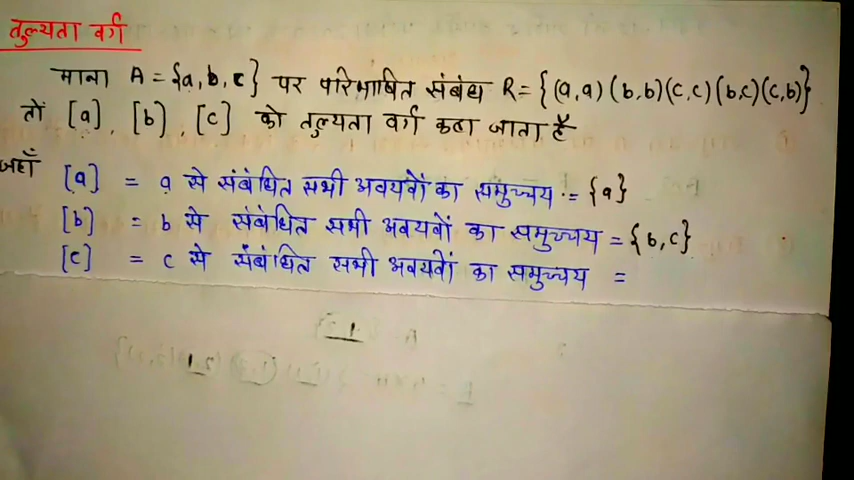 तुल्यता वर्ग
माना A = {a, b, c} पर परिभाषित संबंध R = {(a,a) (b,b) (c,c) (b,c) (c,b)}
तो [a], [b], [c] को तुल्यता वर्ग कहा जाता है
जहाँ
[a] = a से संबंधित सभी अवयवों का समुच्चय = {a}
[b] = b से संबंधित सभी अवयवों का समुच्चय = {b, c}
[c] = c से संबंधित सभी अवयवों का समुच्चय =